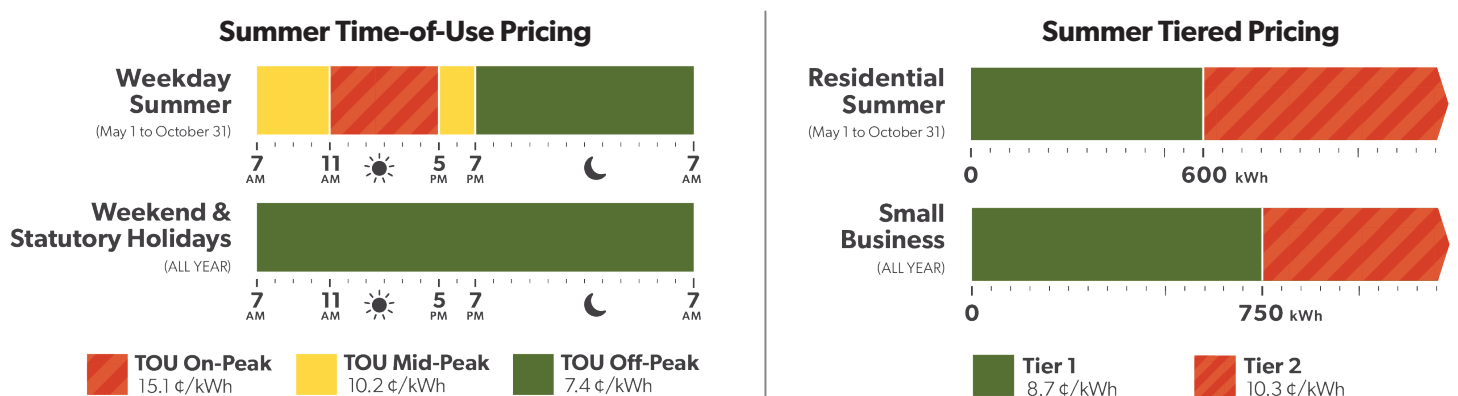 Summer Time-of-Use Pricing
Weekday
Summer
(May 1 to October 31)
7 11 5 7 7
AM AM PM PM AM
Weekend &
Statutory Holidays
(ALL YEAR)
7 11 5 7 7
AM AM PM PM AM
TOU On-Peak
15.1 ¢/kWh
TOU Mid-Peak
10.2 ¢/kWh
TOU Off-Peak
7.4 ¢/kWh
Summer Tiered Pricing
Residential
Summer
(May 1 to October 31)
0 600 kWh
Small
Business
(ALL YEAR)
0 750 kWh
Tier 1
8.7 ¢/kWh
Tier 2
10.3 ¢/kWh